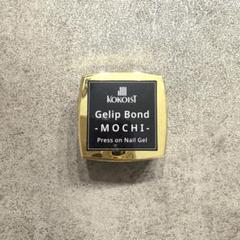 KOKOIST
Gelip Bond
-MOCHI-
Press on Nail Gel